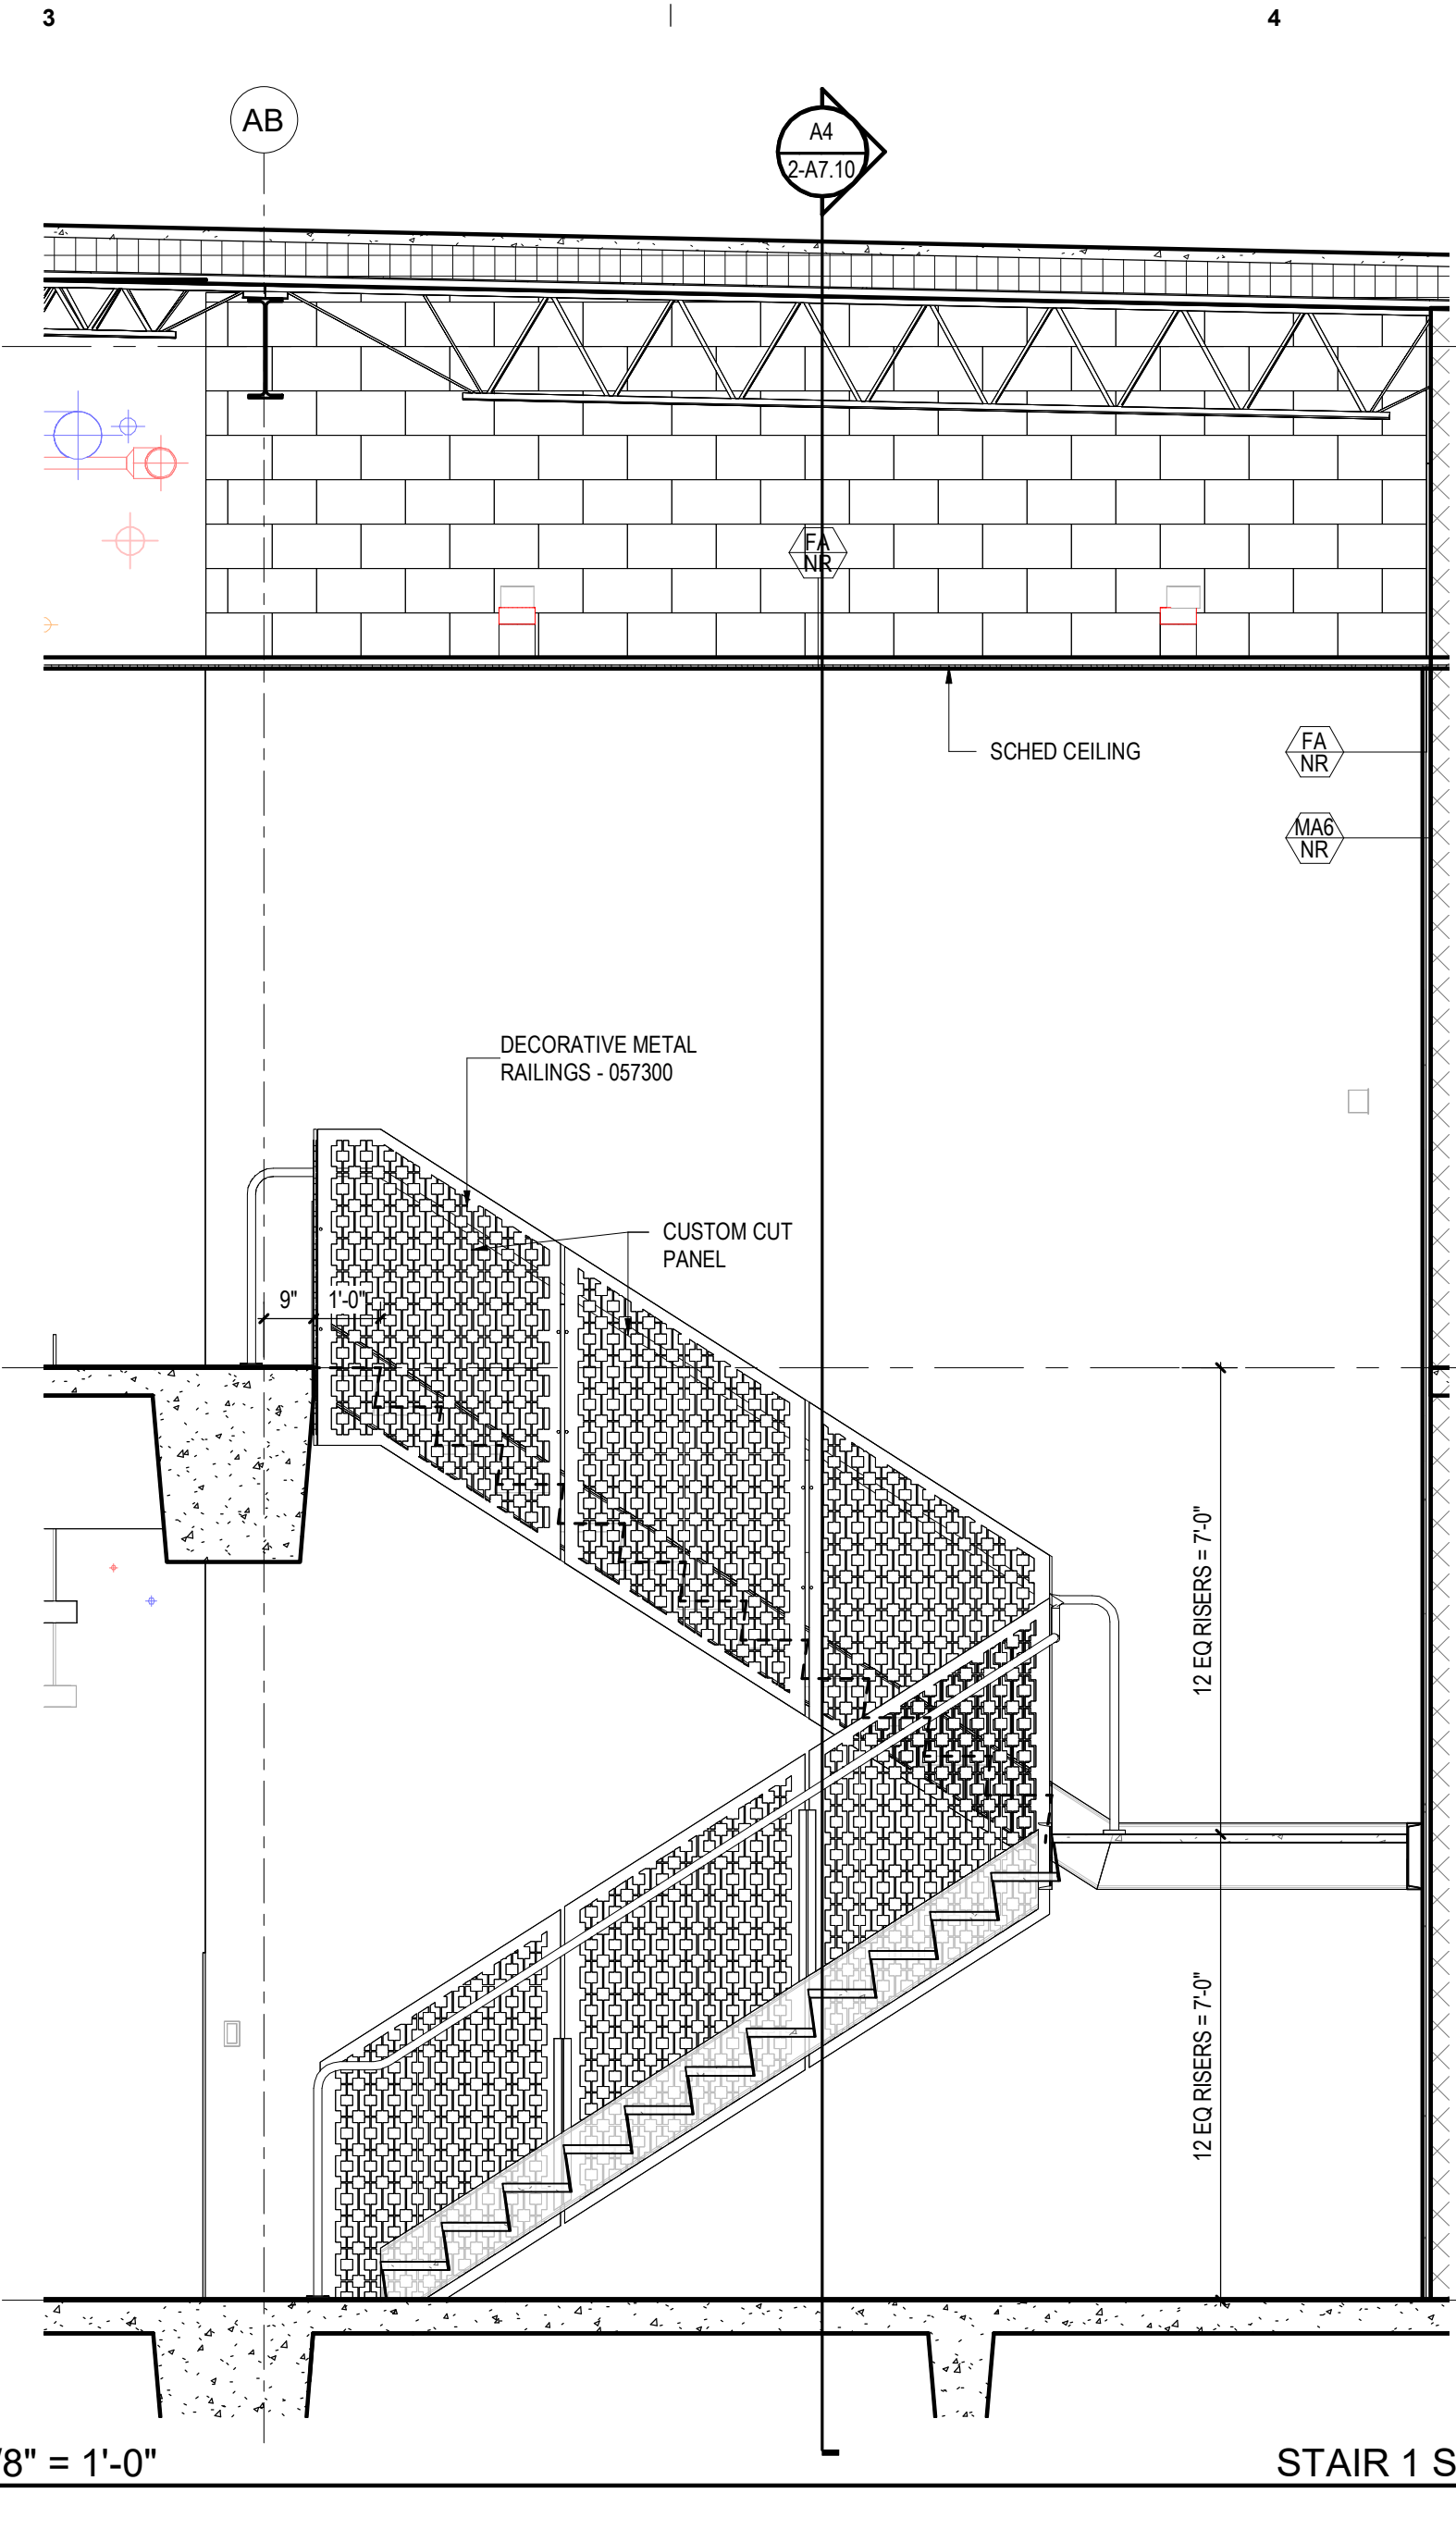 3
4
AB
A4
2-A7.10
FA
NR
SCHED CEILING
FA
NR
MA6
NR
DECORATIVE METAL
RAILINGS - 057300
CUSTOM CUT
PANEL
9"
1'-0"
12 EQ RISERS = 7'-0"
12 EQ RISERS = 7'-0"
/8" = 1'-0"
STAIR 1 S